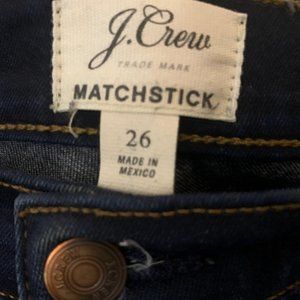 J.Crew
TRADE MARK
MATCHSTICK
26
MADE IN
MEXICO